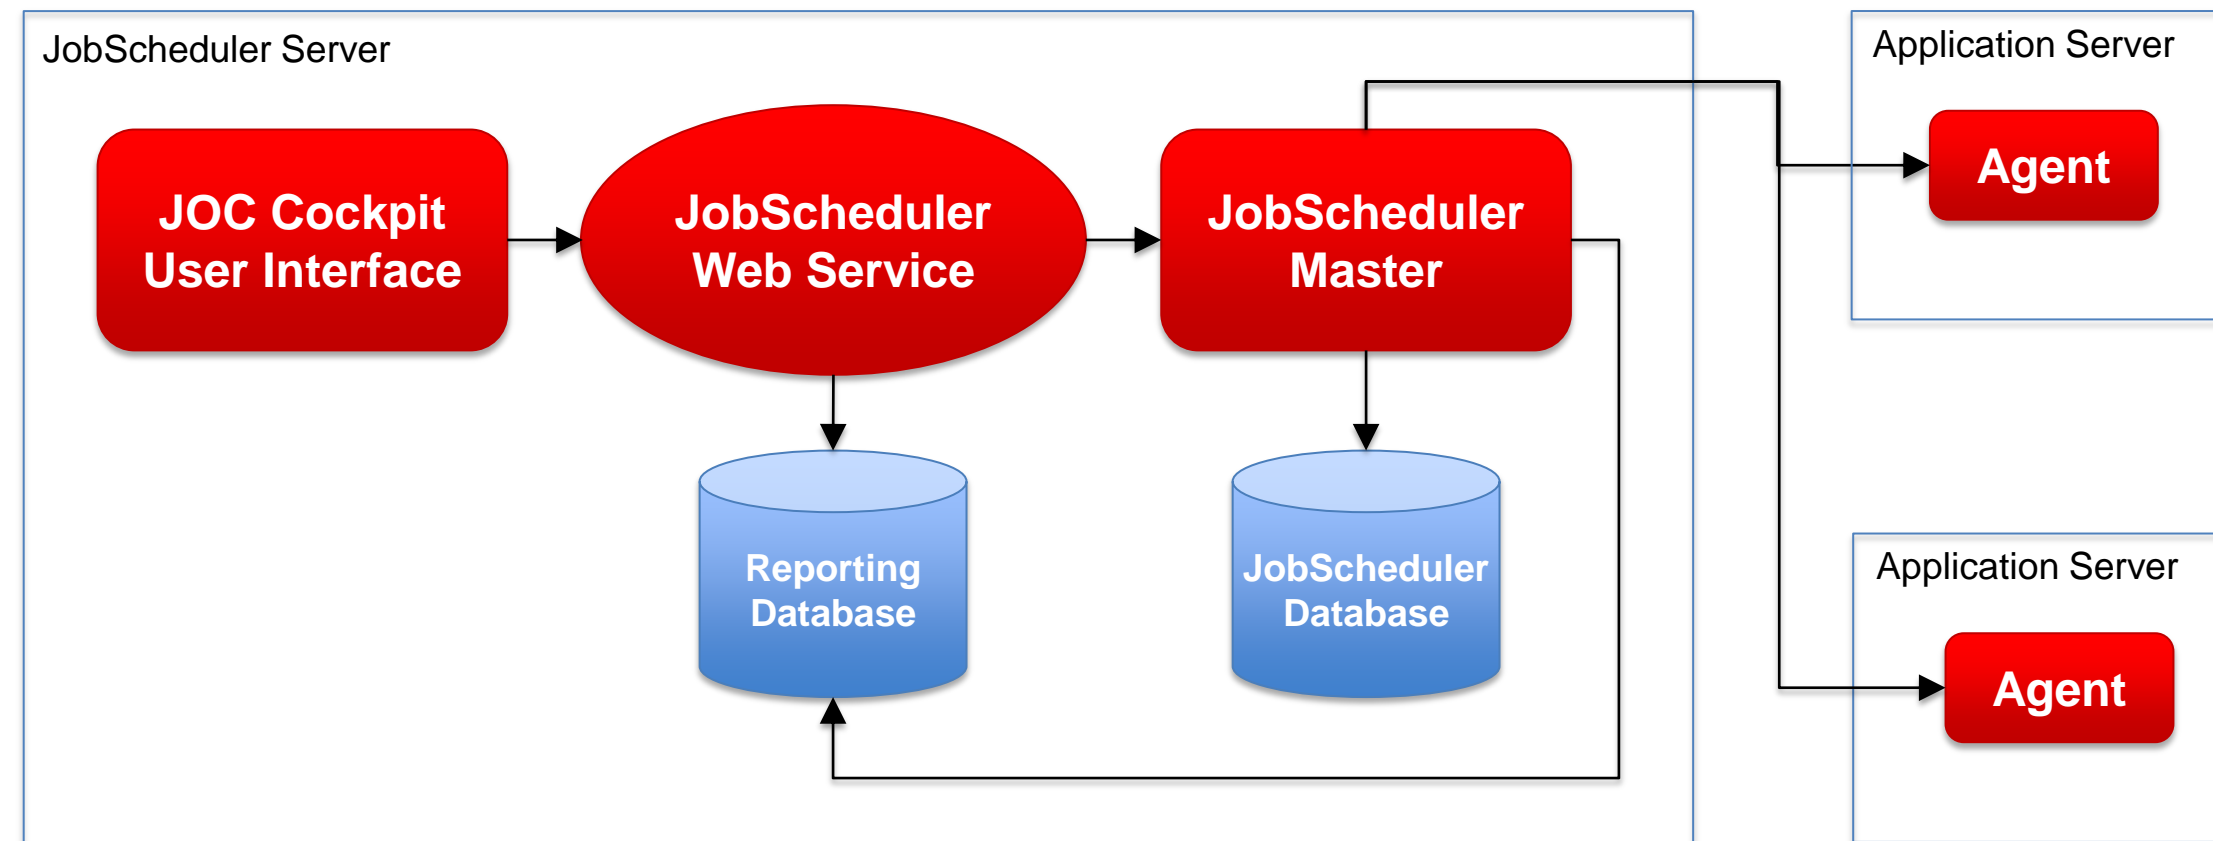 JobScheduler Server
Application Server
JOC Cockpit
User Interface
JobScheduler
Web Service
JobScheduler
Master
Agent
Reporting
Database
JobScheduler
Database
Application Server
Agent